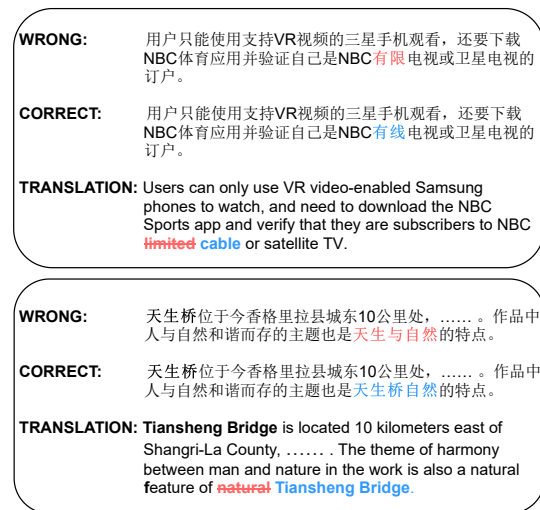 WRONG: 用户只能使用支持VR视频的三星手机观看，还要下载
NBC体育应用并验证自己是NBC有限电视或卫星电视的
订户。
CORRECT: 用户只能使用支持VR视频的三星手机观看，还要下载
NBC体育应用并验证自己是NBC有线电视或卫星电视的
订户。
TRANSLATION: Users can only use VR video-enabled Samsung
phones to watch, and need to download the NBC
Sports app and verify that they are subscribers to NBC
limited cable or satellite TV.
WRONG: 天生桥位于今香格里拉县城东10公里处，…… 。作品中
人与自然和谐而存的主题也是天生与自然的特点。
CORRECT: 天生桥位于今香格里拉县城东10公里处，…… 。作品中
人与自然和谐而存的主题也是天生桥自然的特点。
TRANSLATION: Tiansheng Bridge is located 10 kilometers east of
Shangri-La County, …… . The theme of harmony
between man and nature in the work is also a natural
feature of natural Tiansheng Bridge.